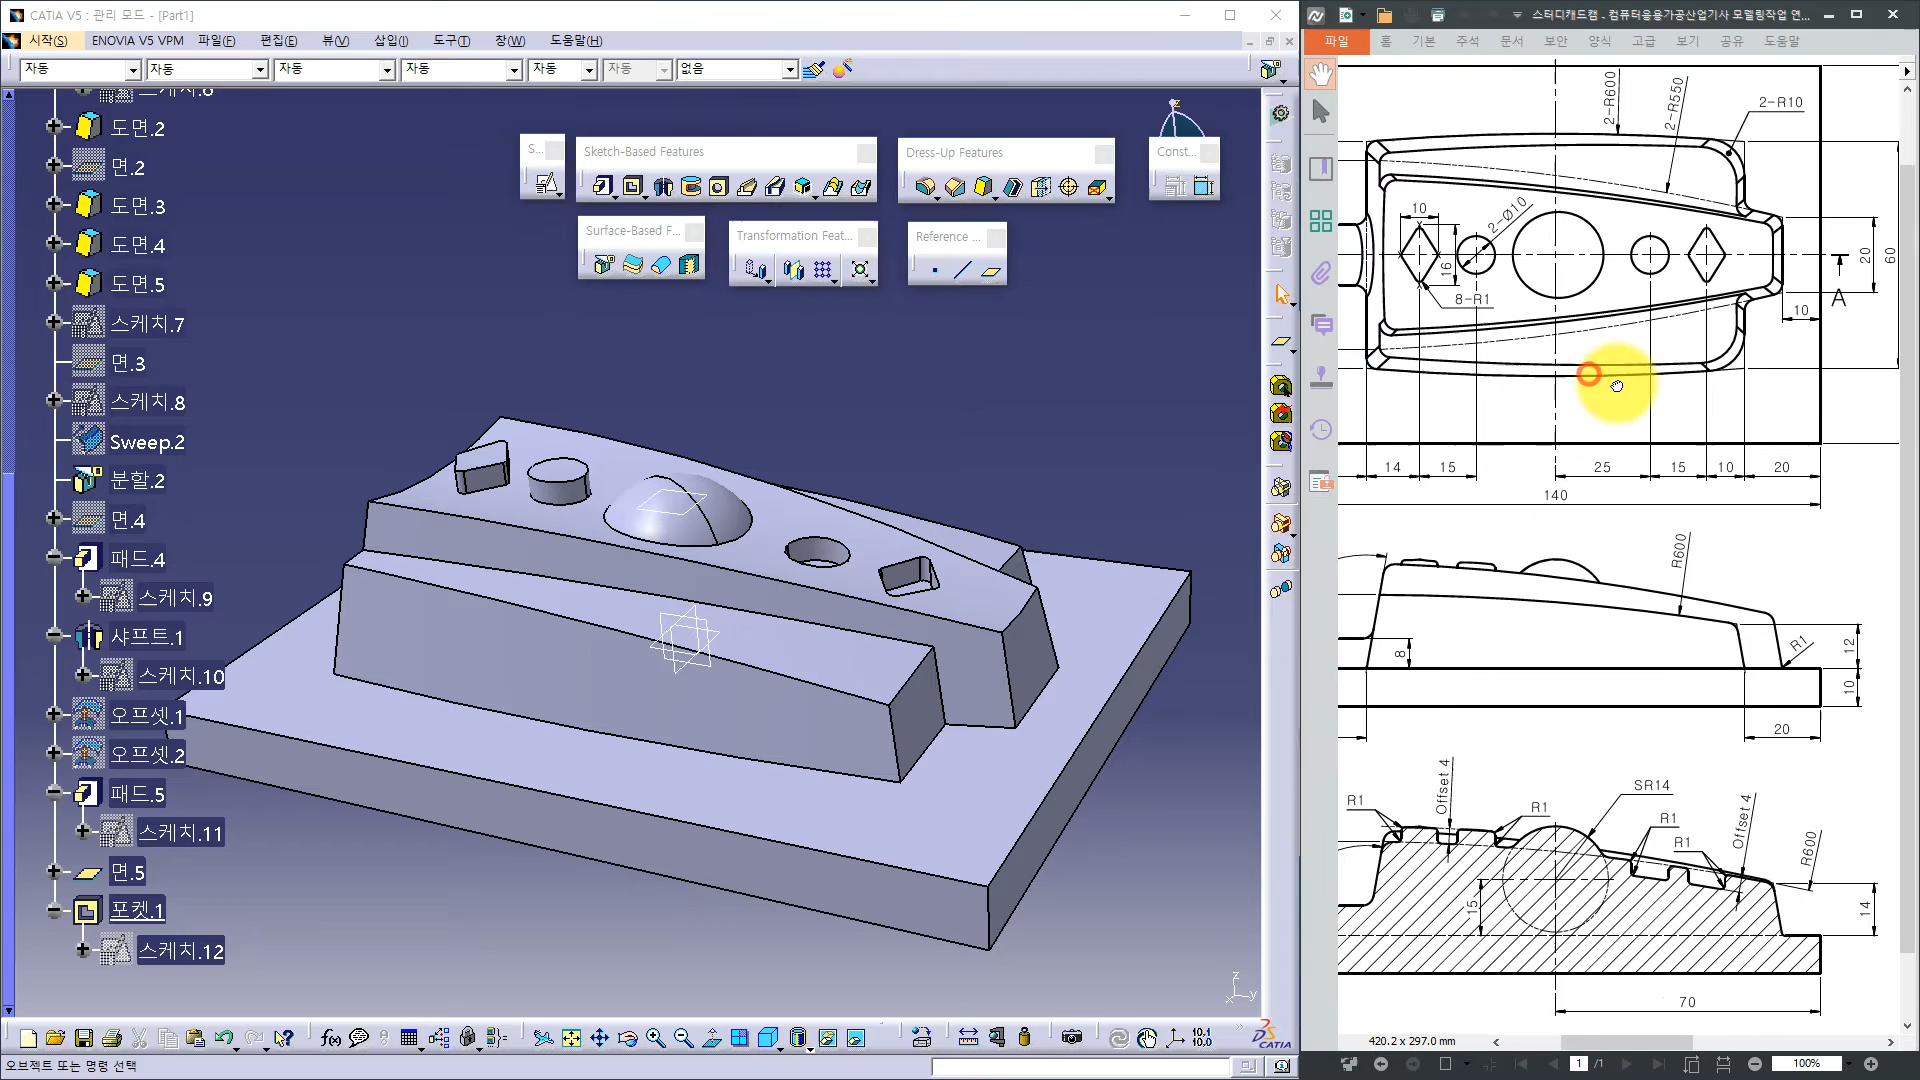 CATIA V5 : 관리 모드 - [Part1]
시작(S) ENOVIA V5 VPM 파일(F) 편집(E) 뷰(V) 삽입(I) 도구(T) 창(W) 도움말(H)
자동 자동 자동 자동 자동 자동 없음
도면.2
면.2
도면.3
도면.4
도면.5
스케치.7
면.3
스케치.8
Sweep.2
분할.2
면.4
패드.4
스케치.9
샤프트.1
스케치.10
오프셋.1
오프셋.2
패드.5
스케치.11
면.5
포켓.1
스케치.12
S...
Sketch-Based Features
Dress-Up Features
Const...
Surface-Based F...
Transformation Feat...
Reference ...
z
z
x
y
f(x)
10.1
10.0
CATIA
오브젝트 또는 명령 선택
스터디캐드캠 - 컴퓨터응용가공산업기사 모델링작업 연...
파일 홈 기본 주석 문서 보안 양식 고급 보기 공유 도움말
2-R600
2-R550
2-R10
10
2-Ø10
16
8-R1
20
60
A
10
14 15 25 15 10 20
140
R600
8
R1
12
10
20
R1
Offset 4
R1
SR14
R1
R1
Offset 4
R600
15
14
70
420.2 x 297.0 mm
1 /1
100%